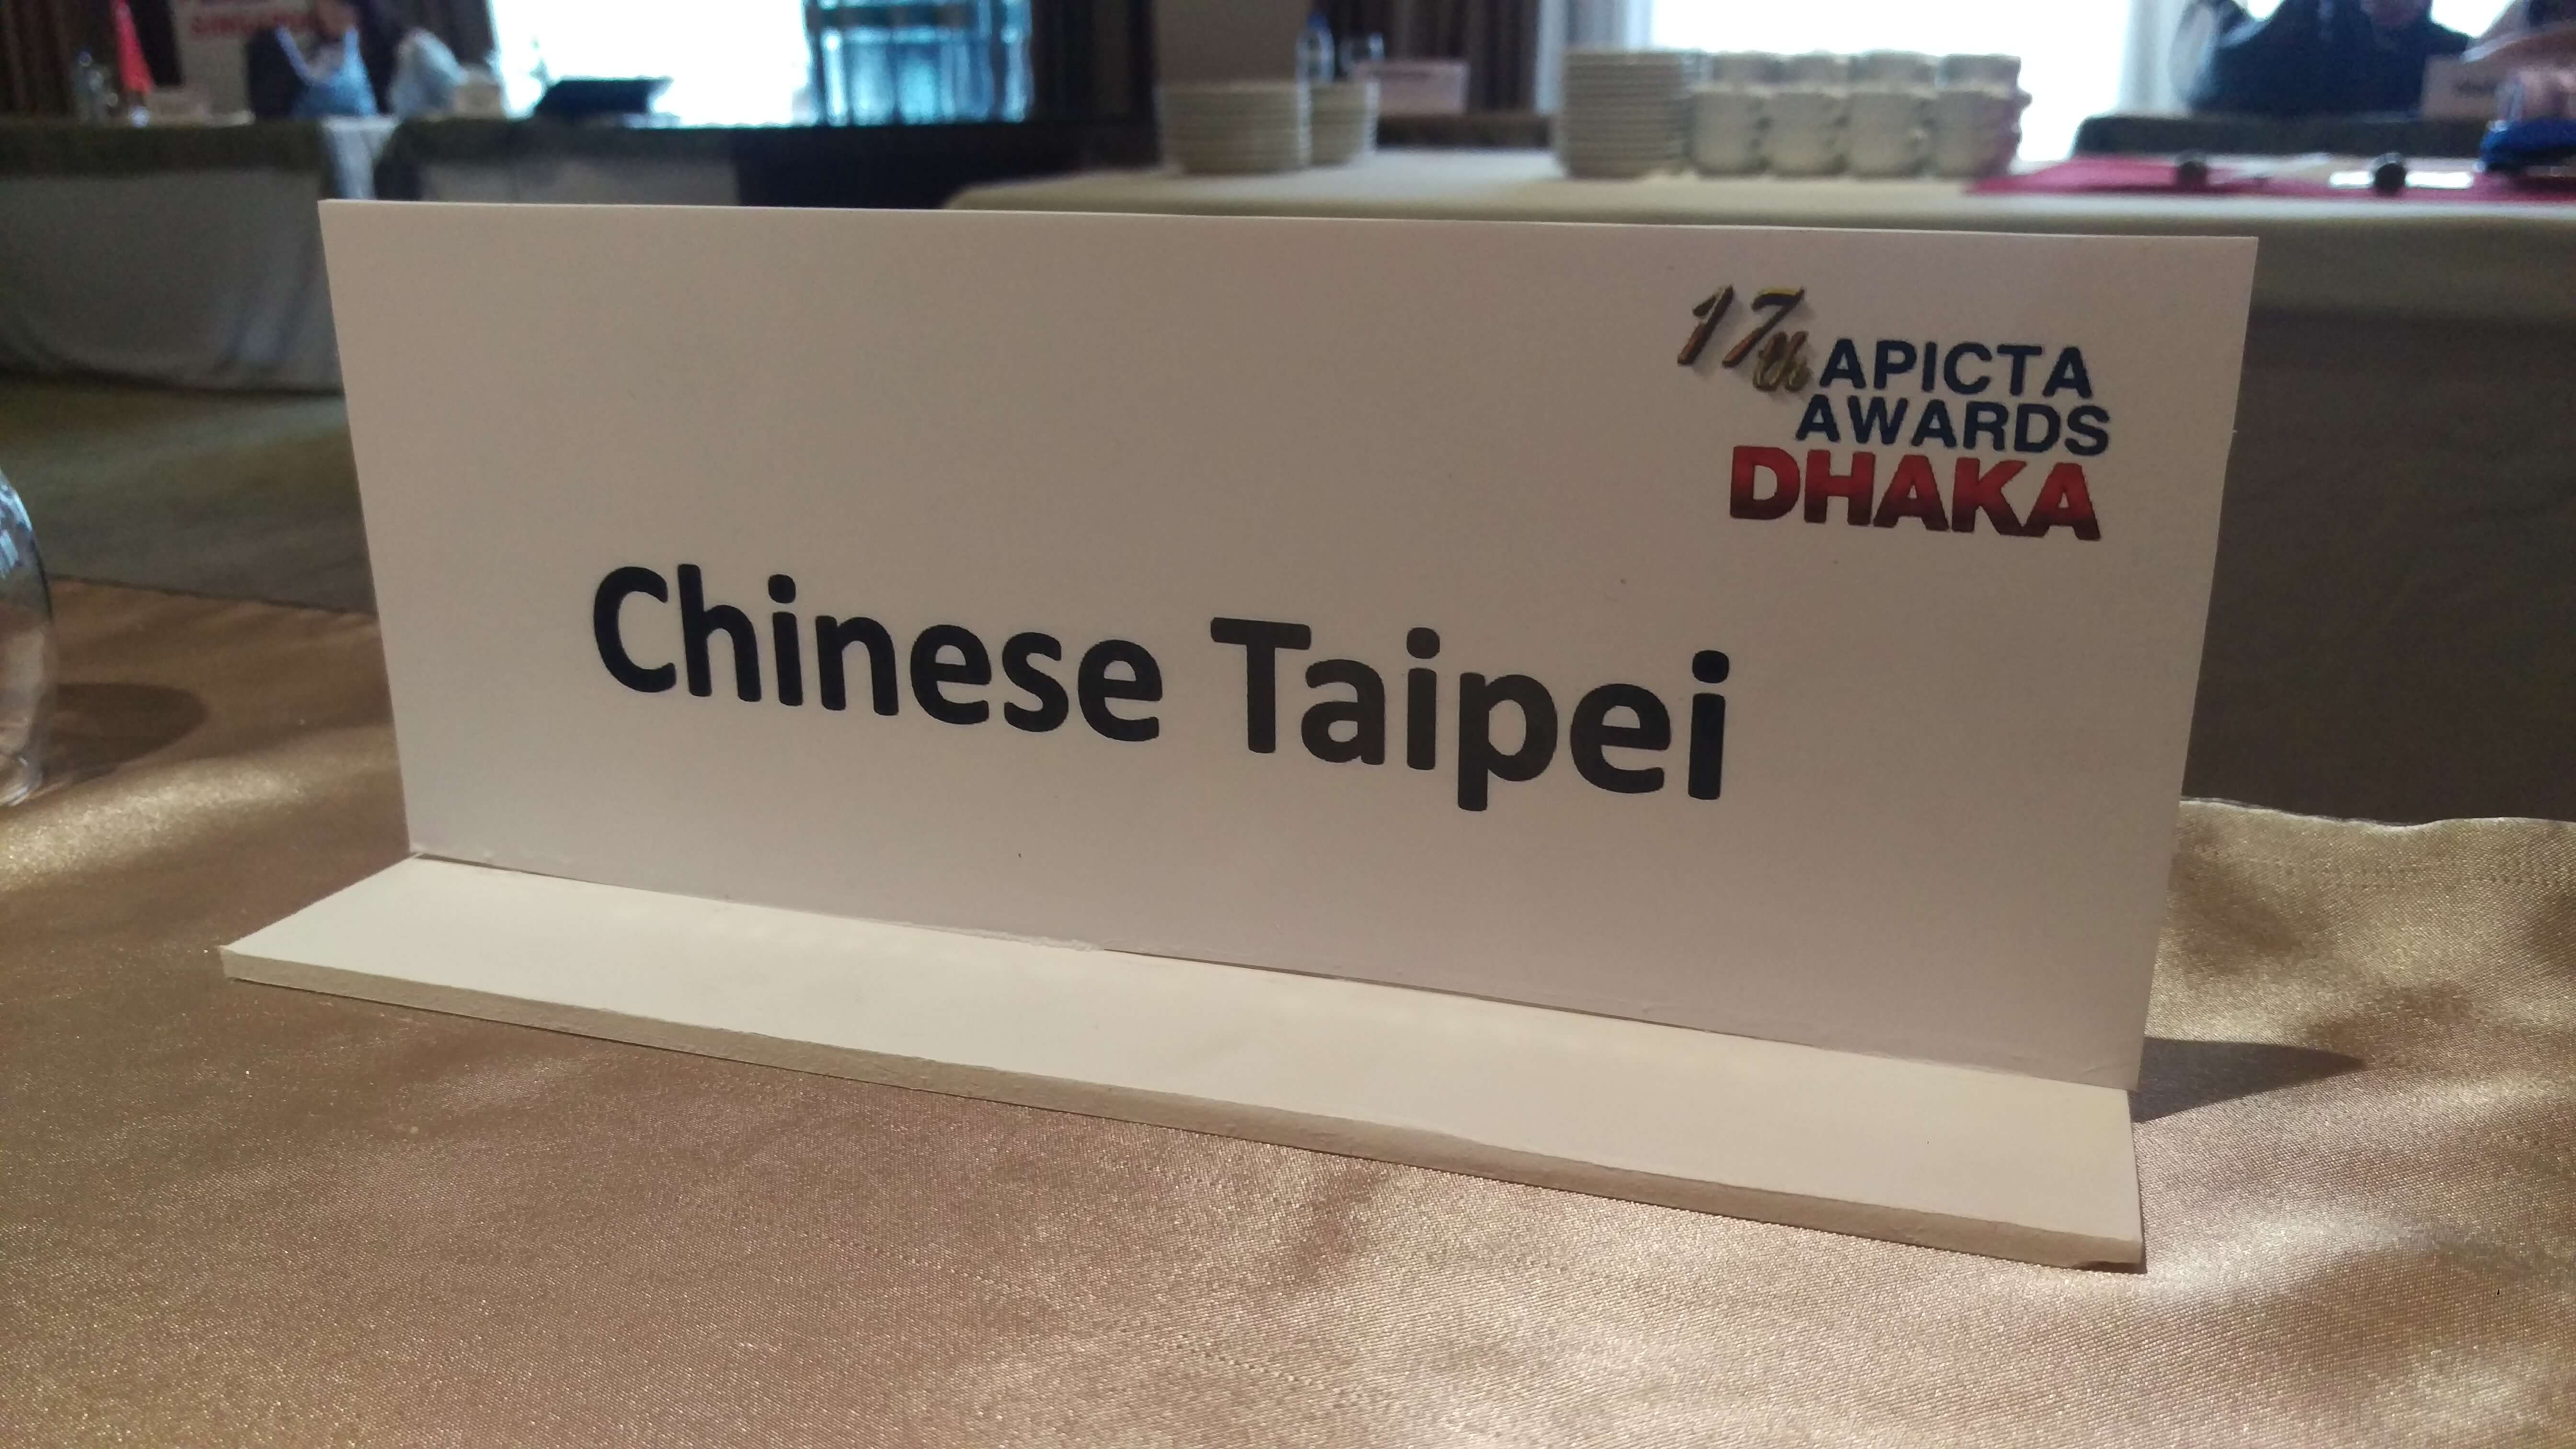 17th APICTA
AWARDS
DHAKA
Chinese Taipei